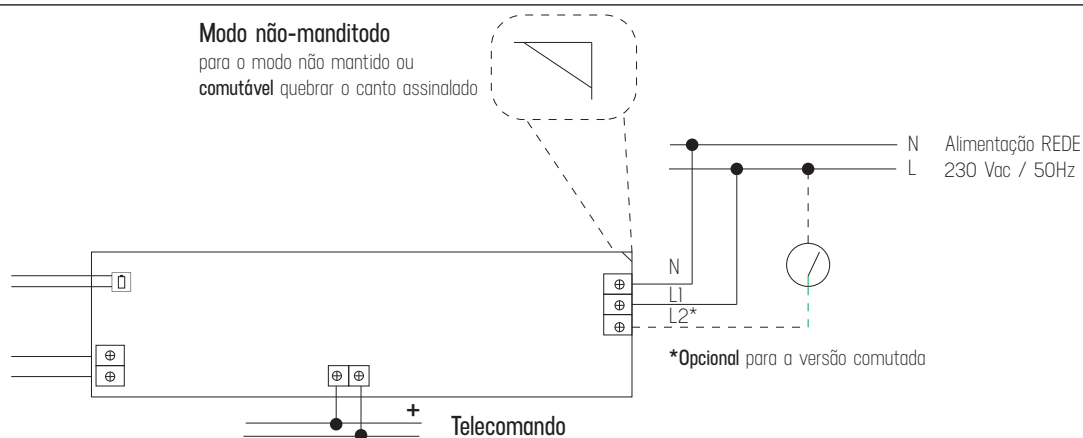 Modo não-manditodo
para o modo não mantido ou
comutável quebrar o canto assinalado
N Alimentação REDE
L 230 Vac / 50Hz
N
L1
L2*
*Opcional para a versão comutada
+
Telecomando